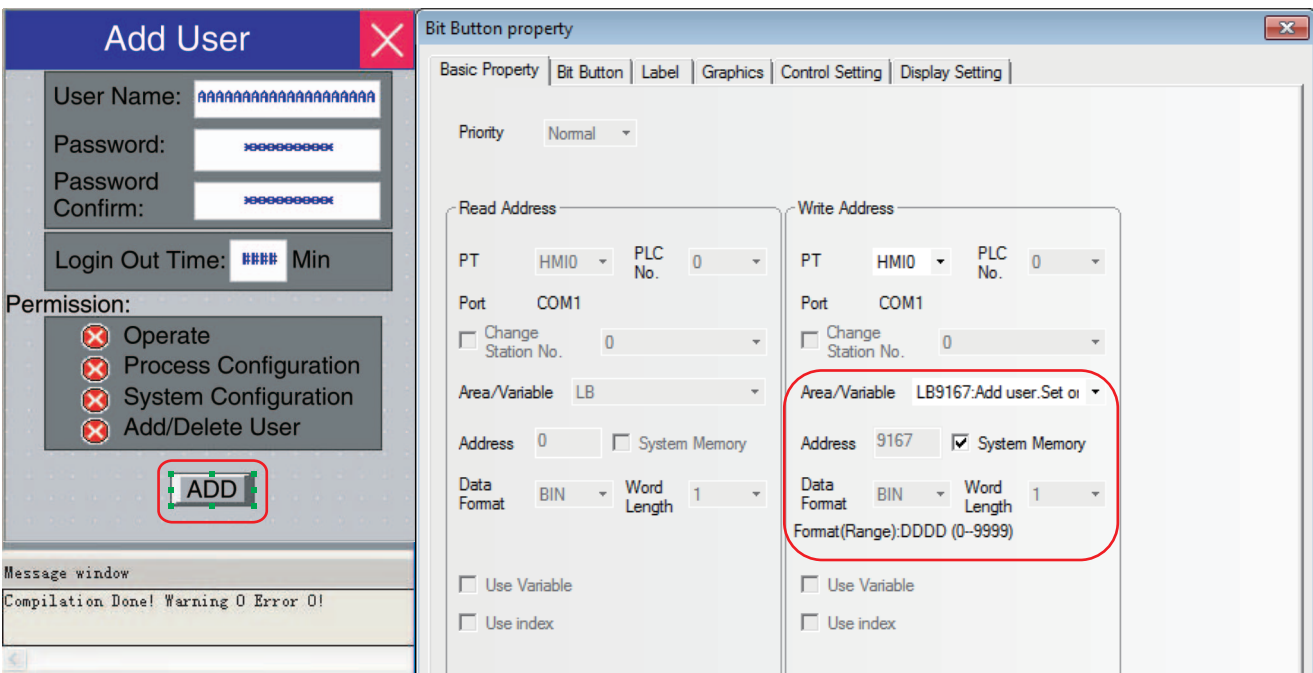 Add User
User Name: AAAAAAAAAAAAAAAAAAAA
Password: **********
Password
Confirm: **********
Login Out Time: #### Min
Permission:
Operate
Process Configuration
System Configuration
Add/Delete User
ADD
Message window
Compilation Done! Warning 0 Error 0!
Bit Button property
Basic Property Bit Button Label Graphics Control Setting Display Setting
Priority Normal
Read Address
PT HMI0 PLC No. 0
Port COM1
Change Station No. 0
Area/Variable LB
Address 0 System Memory
Data Format BIN Word Length 1
Use Variable
Use index
Write Address
PT HMI0 PLC No. 0
Port COM1
Change Station No. 0
Area/Variable LB9167:Add user.Set
Address 9167 System Memory
Data Format BIN Word Length 1
Format(Range):DDDD (0--9999)
Use Variable
Use index